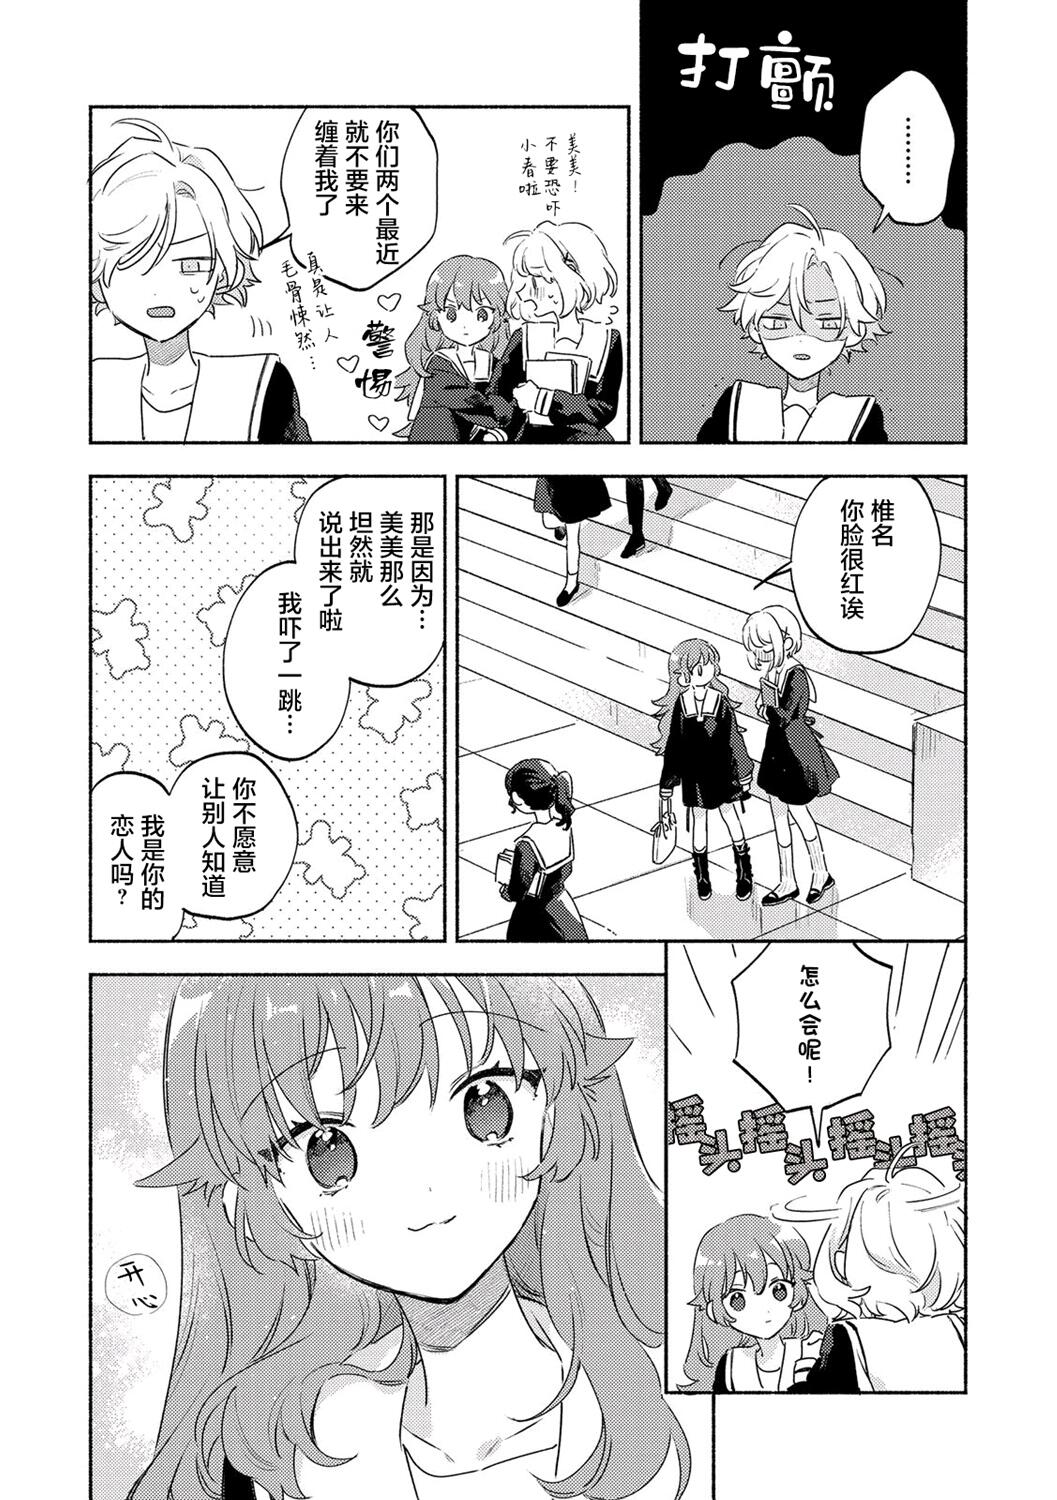 打颤
………
美美！
不要恐吓
小春啦
你们两个最近
就不要来
缠着我了
真是让人
毛骨悚然…
警惕
椎名
你脸很红诶
那是因为…
美美那么
坦然就
说出来了啦
我吓了一跳…
你不愿意
让别人知道
我是你的
恋人吗？
怎么会呢！
摇头摇头摇头摇
开心